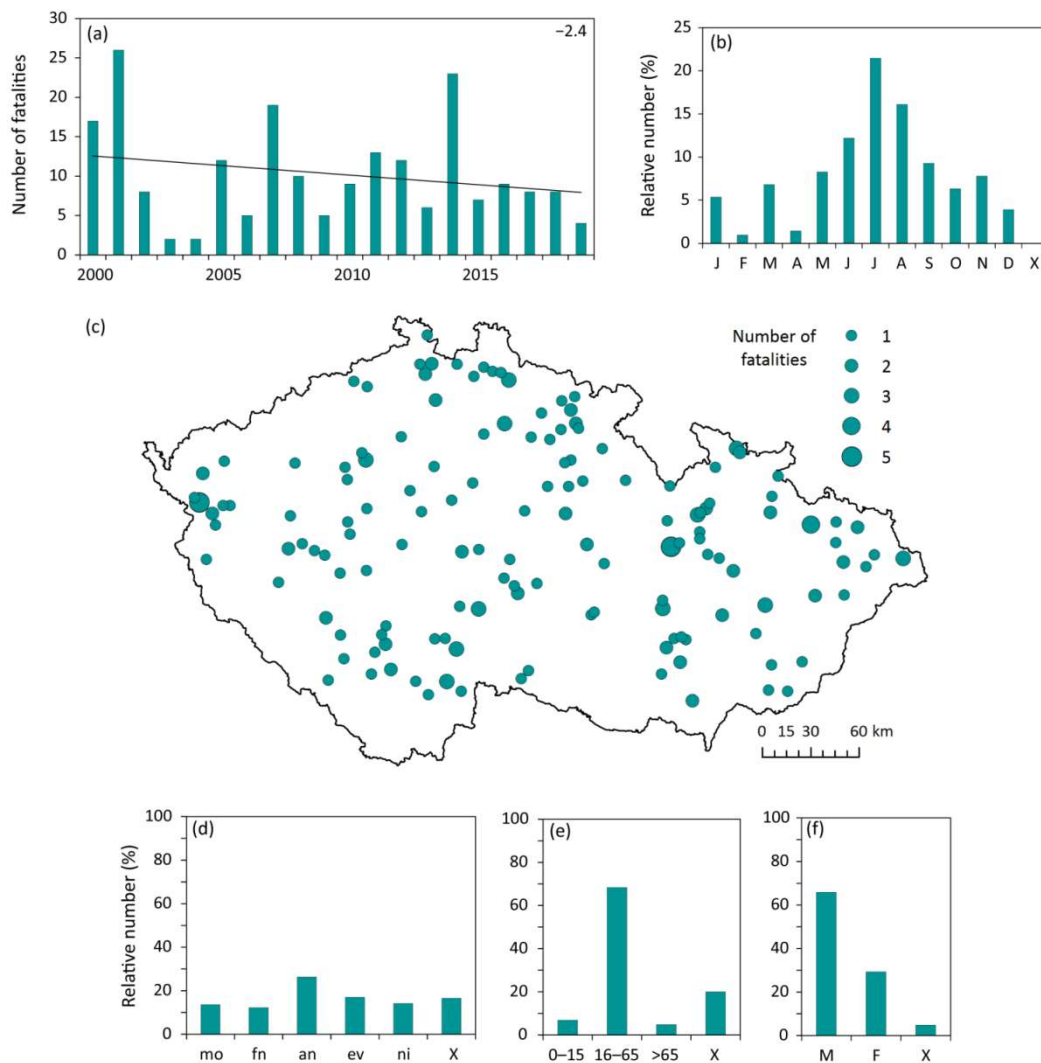 (a)
−2.4
Number of fatalities
30
25
20
15
10
5
0
2000 2005 2010 2015
(b)
Relative number (%)
25
20
15
10
5
0
J F M A M J J A S O N D X
(c)
Number of
fatalities
1
2
3
4
5
0 15 30 60 km
(d)
Relative number (%)
100
80
60
40
20
0
mo fn an ev ni X
(e)
100
80
60
40
20
0
0–15 16–65 >65 X
(f)
100
80
60
40
20
0
M F X